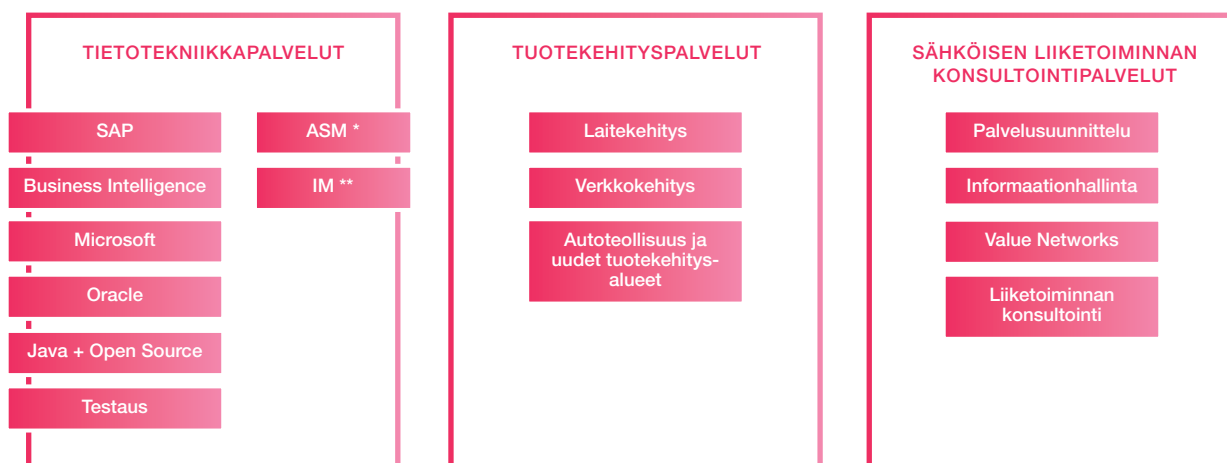 TIETOTEKNIIKKAPALVELUT
SAP
Business Intelligence
Microsoft
Oracle
Java + Open Source
Testaus
ASM *
IM **
TUOTEKEHITYSPALVELUT
Laitekehitys
Verkkokehitys
Autoteollisuus ja
uudet tuotekehitys-
alueet
SÄHKÖISEN LIIKETOIMINNAN
KONSULTOINTIPALVELUT
Palvelusuunnittelu
Informaationhallinta
Value Networks
Liiketoiminnan
konsultointi